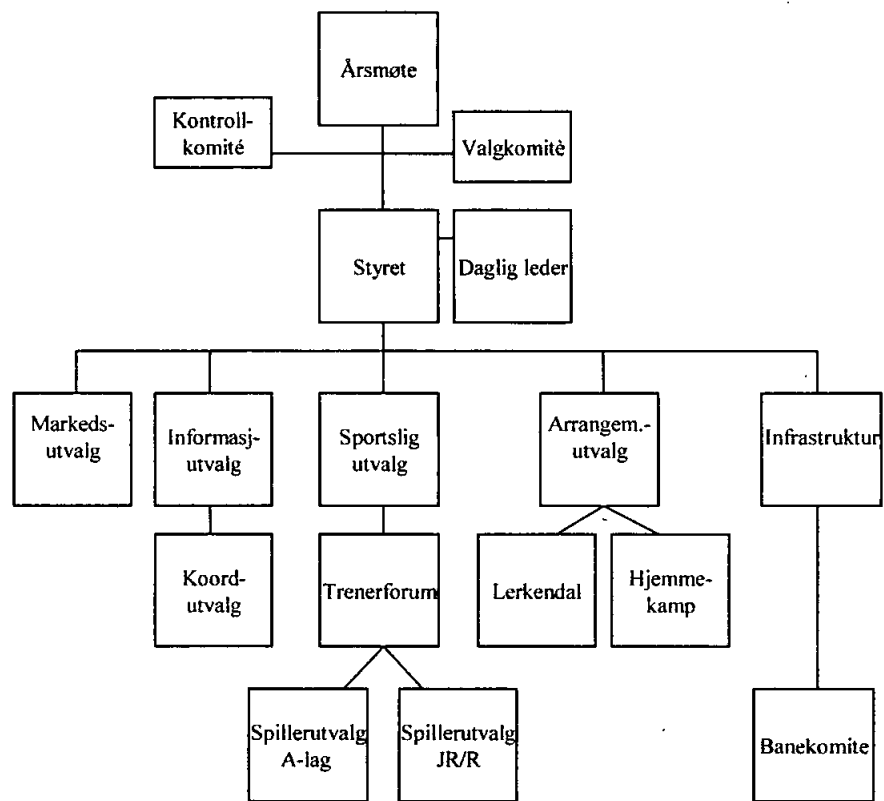 Årsmøte
Kontroll-
komité
Valgkomitè
Styret
Daglig leder
Markeds-
utvalg
Informasj-
utvalg
Sportslig
utvalg
Arrangem.-
utvalg
Infrastruktur
Koord-
utvalg
Trenerforum
Lerkendal
Hjemme-
kamp
Spillerutvalg
A-lag
Spillerutvalg
JR/R
Banekomite